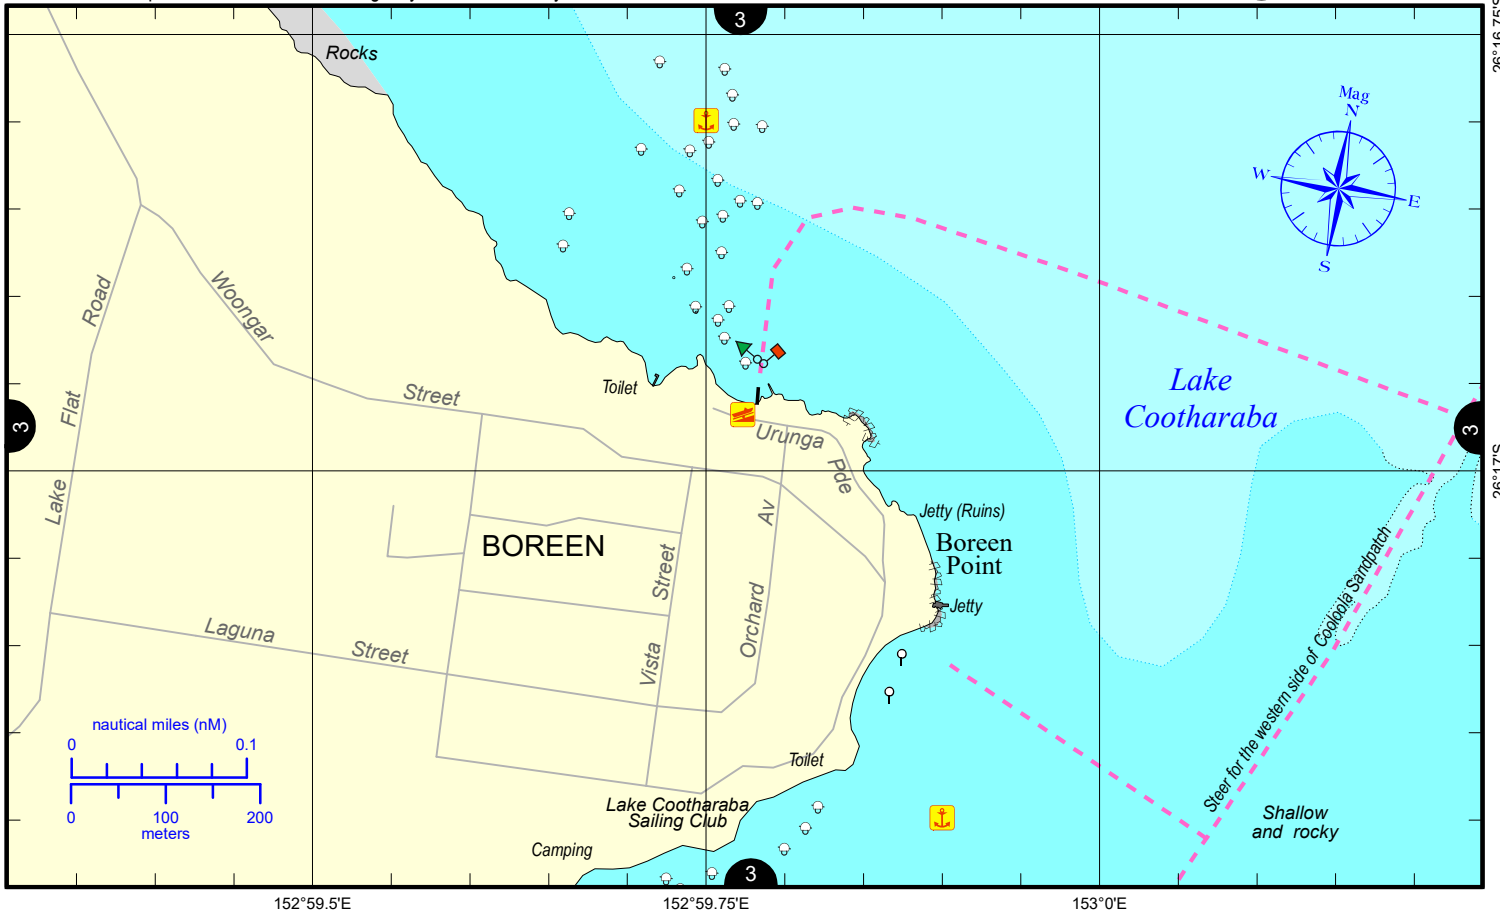 3
26°16.75'S
Rocks
Mag
N
W
E
S
Road
Woongar
Lake
Cootharaba
Toilet
Street
Flat
3
3
Urunga
Pde
26°17'S
Lake
Av
Jetty (Ruins)
BOREEN
Boreen
Point
Street
Jetty
Orchard
Steer for the western side of Cooloola Sandpatch
Laguna
Street
Vista
nautical miles (nM)
0 0.1
0 100 200
meters
Toilet
Lake Cootharaba
Sailing Club
Shallow
and rocky
Camping
3
152°59.5'E
152°59.75'E
153°0'E